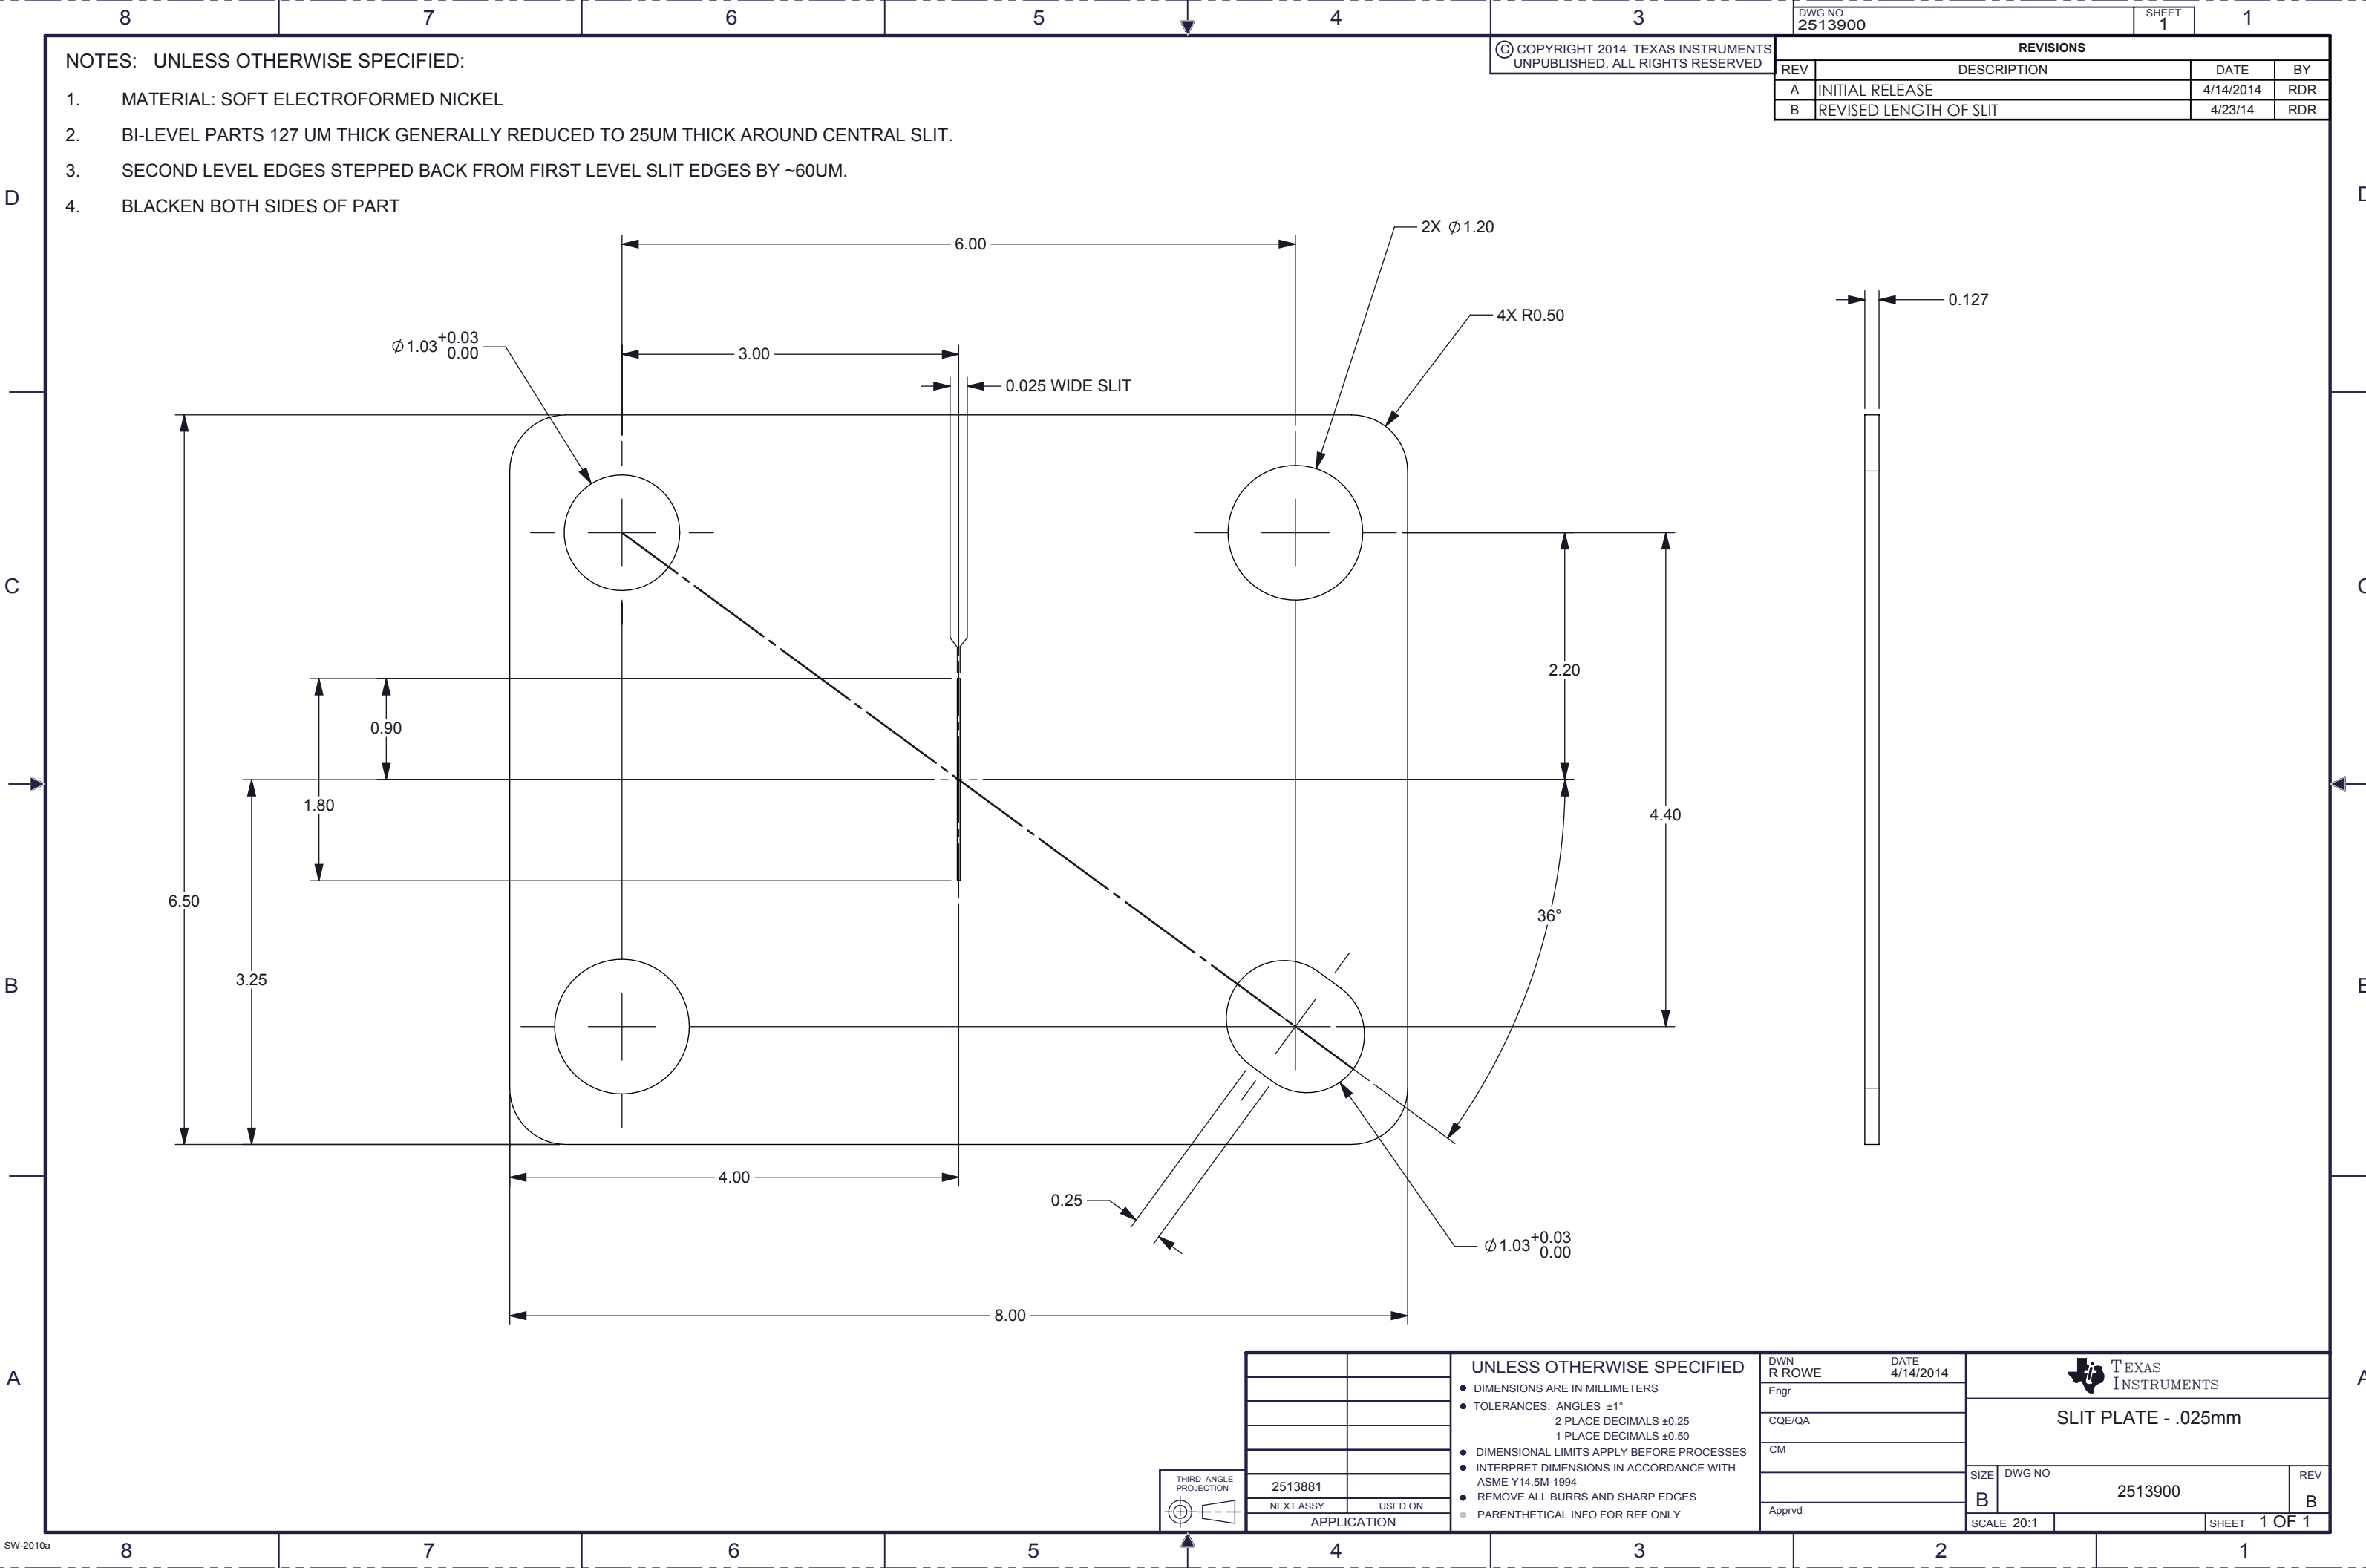 8 7 6 5 4 3 1
DWG NO
2513900
SHEET
1
© COPYRIGHT 2014 TEXAS INSTRUMENTS
UNPUBLISHED, ALL RIGHTS RESERVED
REVISIONS
REV DESCRIPTION DATE BY
A INITIAL RELEASE 4/14/2014 RDR
B REVISED LENGTH OF SLIT 4/23/14 RDR
NOTES: UNLESS OTHERWISE SPECIFIED:
1. MATERIAL: SOFT ELECTROFORMED NICKEL
2. BI-LEVEL PARTS 127 UM THICK GENERALLY REDUCED TO 25UM THICK AROUND CENTRAL SLIT.
3. SECOND LEVEL EDGES STEPPED BACK FROM FIRST LEVEL SLIT EDGES BY ~60UM.
4. BLACKEN BOTH SIDES OF PART
D
D
2X ∅1.20
6.00
0.127
4X R0.50
∅1.03 +0.03
0.00
3.00
0.025 WIDE SLIT
C
C
2.20
0.90
1.80
4.40
6.50
36°
3.25
B
B
4.00
0.25
∅1.03 +0.03
0.00
8.00
A
A
2513881
NEXT ASSY USED ON
APPLICATION
THIRD ANGLE
PROJECTION
UNLESS OTHERWISE SPECIFIED
● DIMENSIONS ARE IN MILLIMETERS
● TOLERANCES: ANGLES ±1°
2 PLACE DECIMALS ±0.25
1 PLACE DECIMALS ±0.50
● DIMENSIONAL LIMITS APPLY BEFORE PROCESSES
● INTERPRET DIMENSIONS IN ACCORDANCE WITH
ASME Y14.5M-1994
● REMOVE ALL BURRS AND SHARP EDGES
● PARENTHETICAL INFO FOR REF ONLY
DWN DATE
R ROWE 4/14/2014
Engr
CQE/QA
CM
Apprvd
TEXAS
INSTRUMENTS
SLIT PLATE - .025mm
SIZE DWG NO REV
B 2513900 B
SCALE 20:1 SHEET 1 OF 1
SW-2010a
8 7 6 5 4 3 2 1